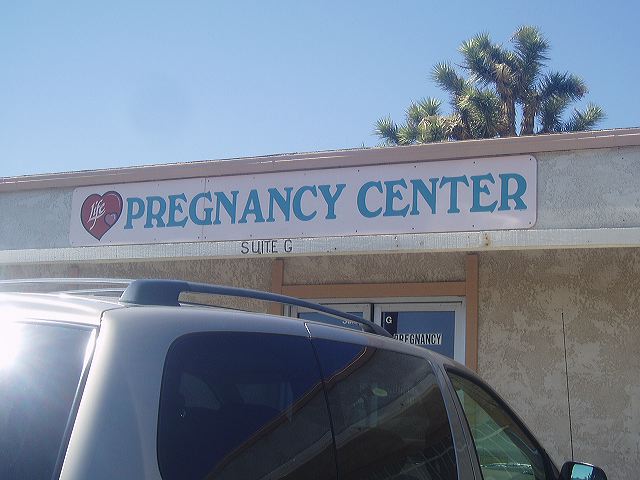 Life PREGNANCY CENTER
SUITE G
G
PREGNANCY